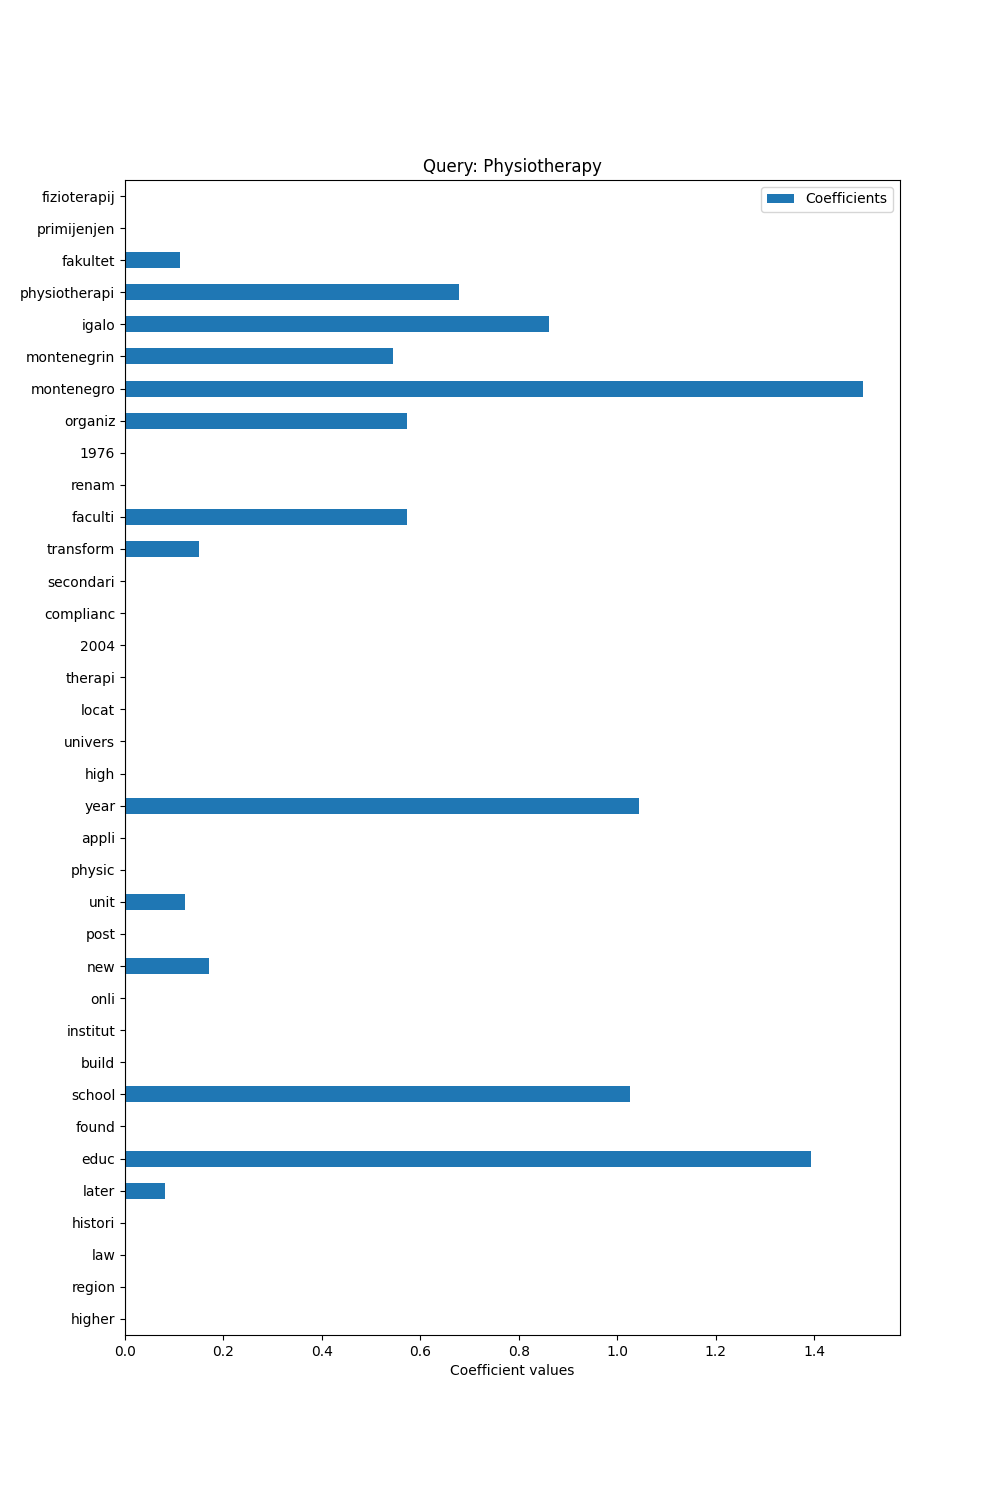 Query: Physiotherapy
Coefficients
fizioterapij
primijenjen
fakultet
physiotherapi
igalo
montenegrin
montenegro
organiz
1976
renam
faculti
transform
secondari
complianc
2004
therapi
locat
univers
high
year
appli
physic
unit
post
new
onli
institut
build
school
found
educ
later
histori
law
region
higher
0.0 0.2 0.4 0.6 0.8 1.0 1.2 1.4
Coefficient values